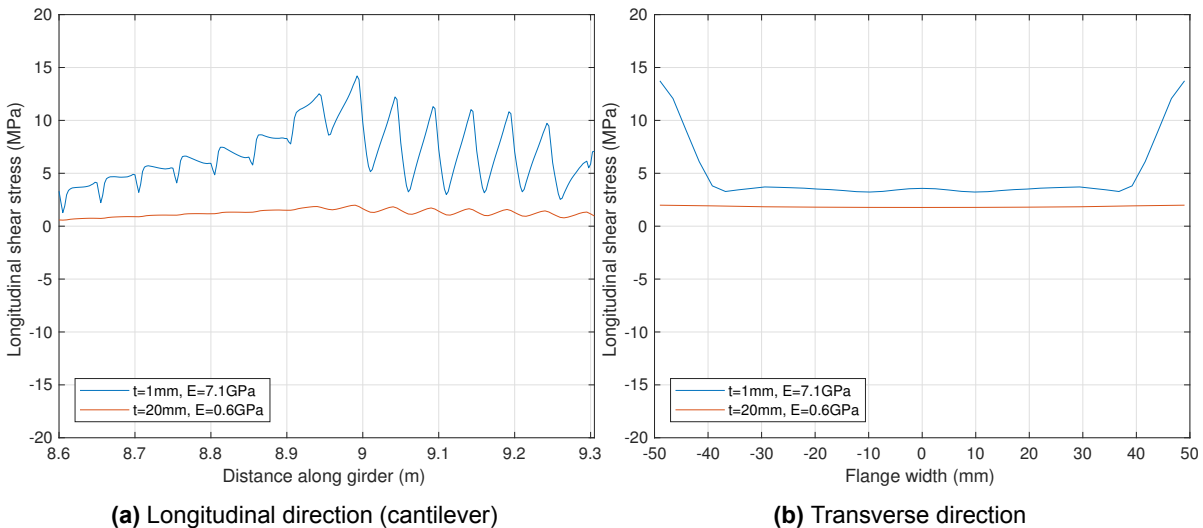 Longitudinal shear stress (MPa)
20
15
10
5
0
-5
-10
-15
-20
t=1mm, E=7.1GPa
t=20mm, E=0.6GPa
8.6 8.7 8.8 8.9 9 9.1 9.2 9.3
Distance along girder (m)
(a) Longitudinal direction (cantilever)
Longitudinal shear stress (MPa)
20
15
10
5
0
-5
-10
-15
-20
t=1mm, E=7.1GPa
t=20mm, E=0.6GPa
-50 -40 -30 -20 -10 0 10 20 30 40 50
Flange width (mm)
(b) Transverse direction